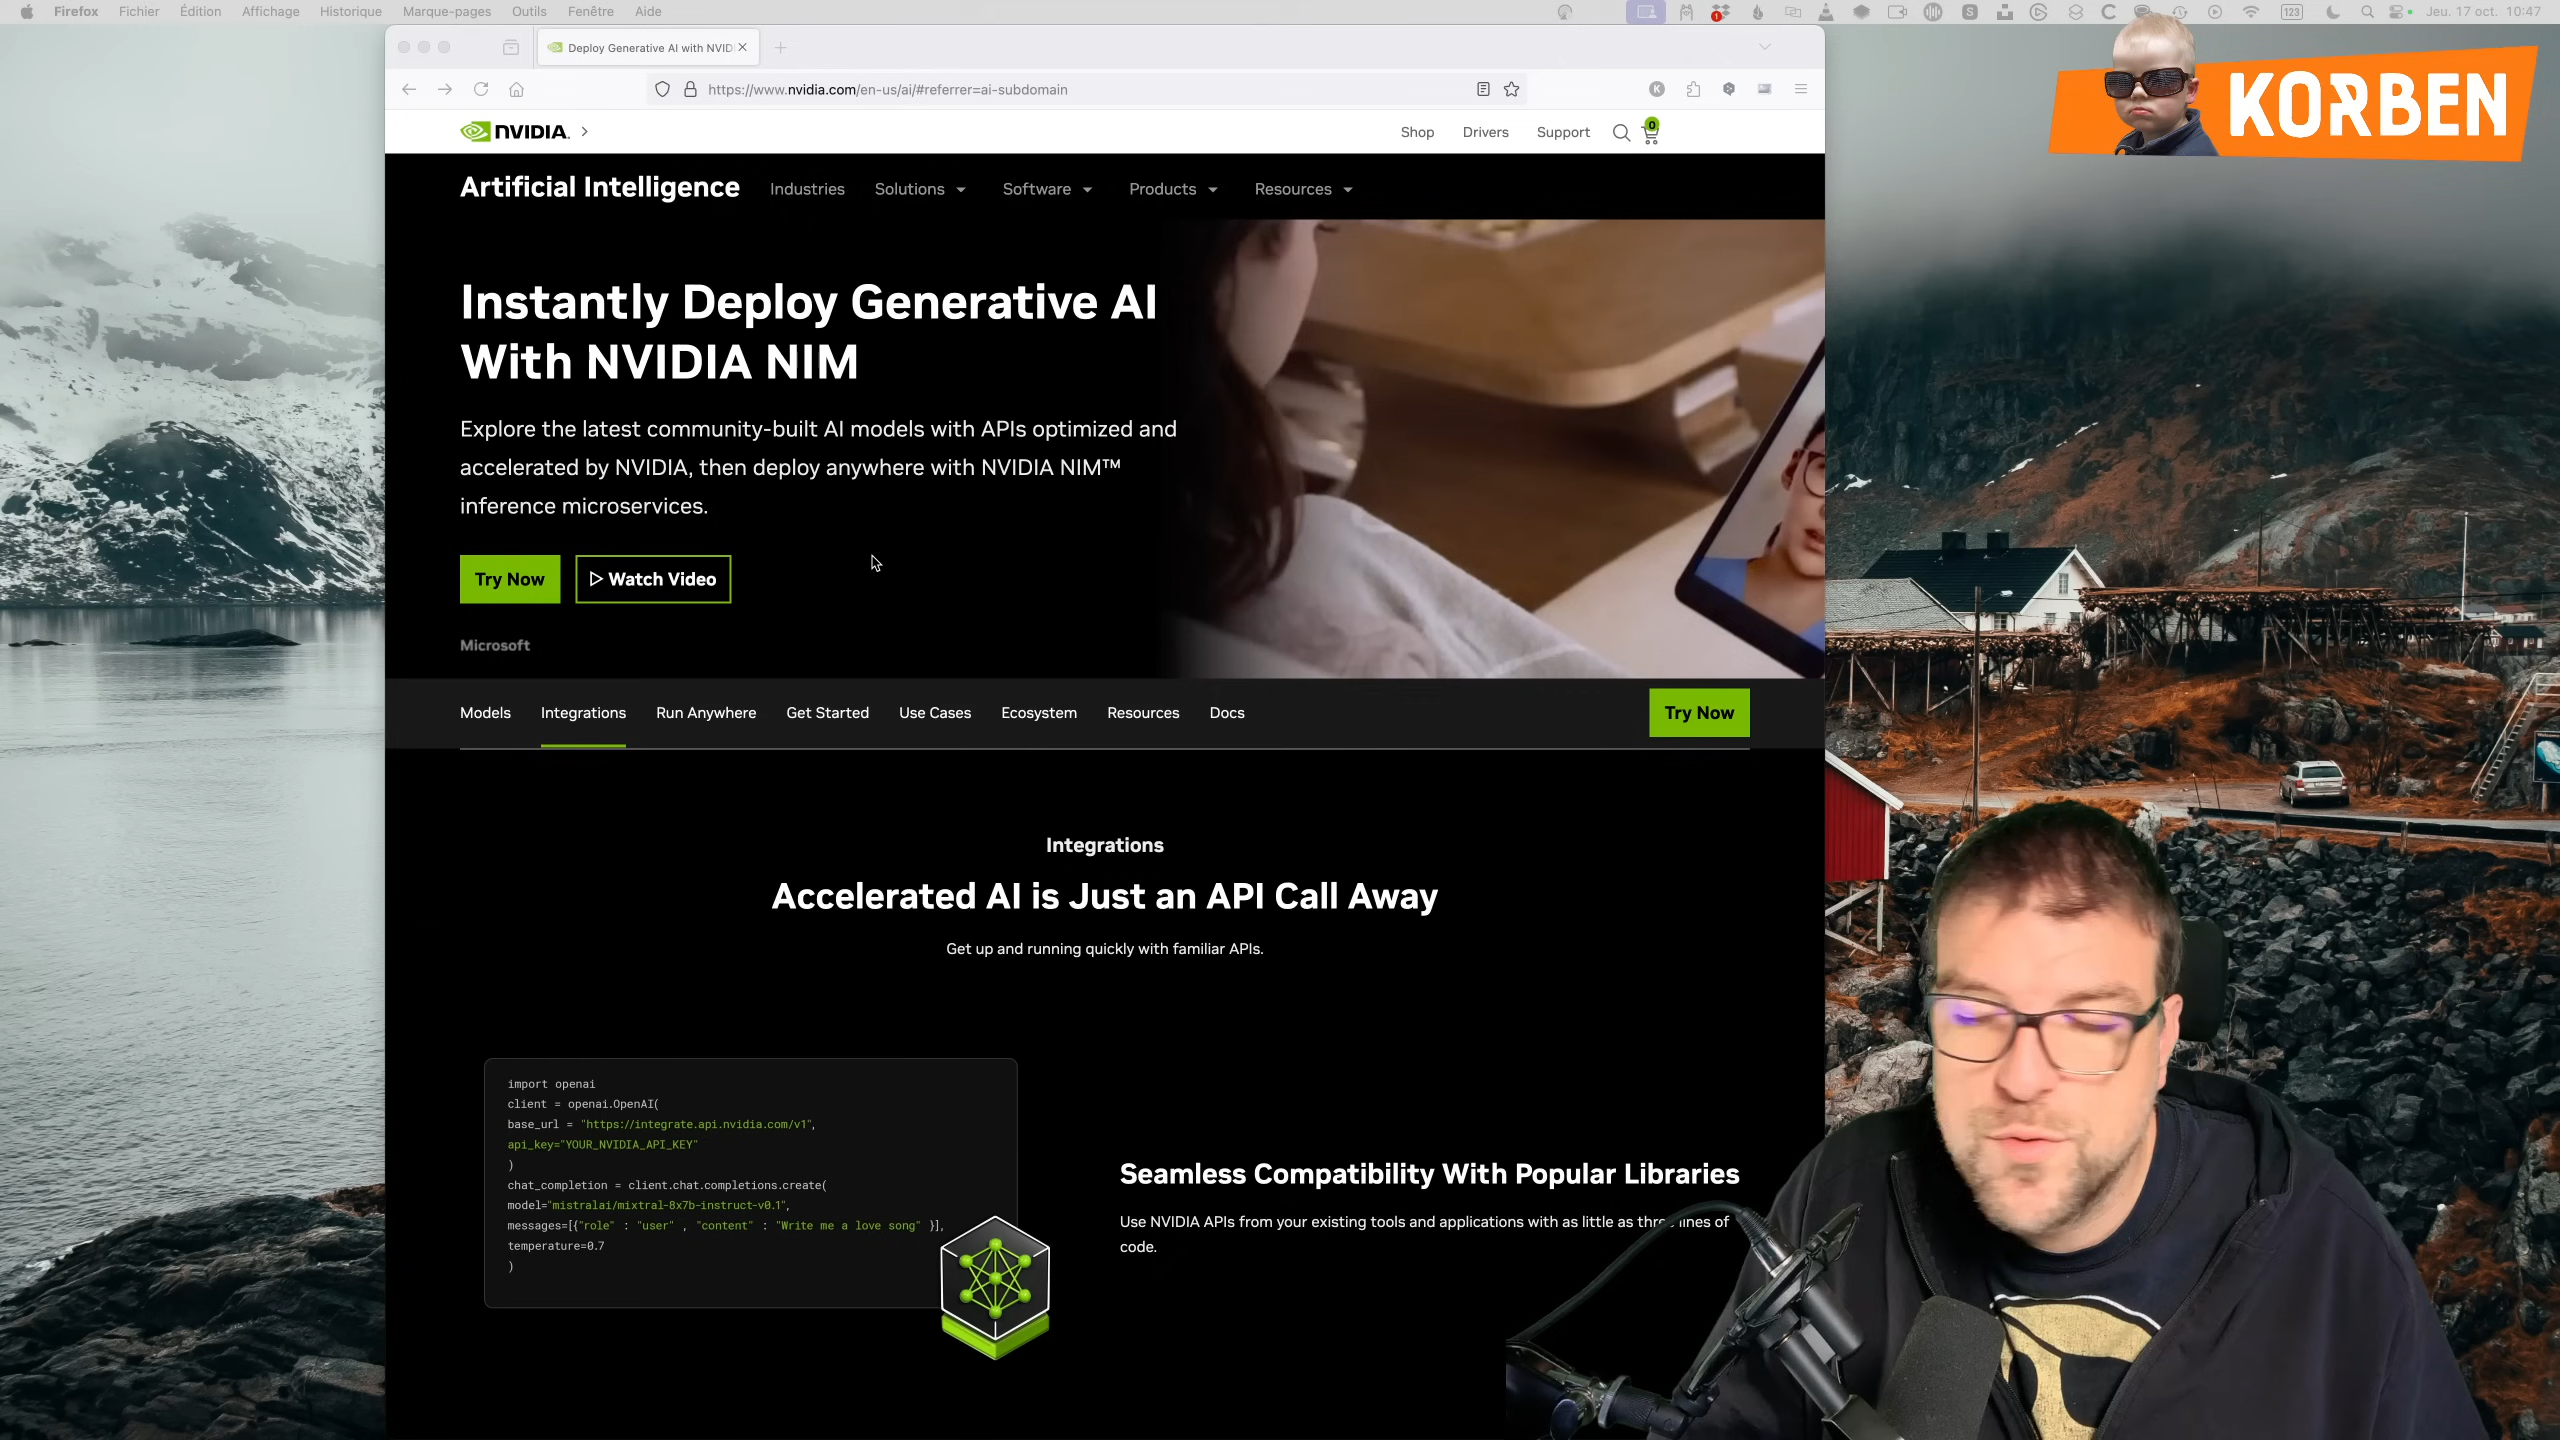 Firefox Fichier Édition Affichage Historique Marque-pages Outils Fenêtre Aide
1
S
123
Jeu. 17 oct. 10:47
Deploy Generative AI with NVID
https://www.nvidia.com/en-us/ai/#referrer=ai-subdomain
K
KORBEN
NVIDIA.
Shop Drivers Support
0
Artificial Intelligence Industries Solutions Software Products Resources
Instantly Deploy Generative AI
With NVIDIA NIM
Explore the latest community-built AI models with APIs optimized and
accelerated by NVIDIA, then deploy anywhere with NVIDIA NIM™
inference microservices.
Try Now Watch Video
Microsoft
Models Integrations Run Anywhere Get Started Use Cases Ecosystem Resources Docs Try Now
Integrations
Accelerated AI is Just an API Call Away
Get up and running quickly with familiar APIs.
import openai
client = openai.OpenAI(
base_url = "https://integrate.api.nvidia.com/v1",
api_key="YOUR_NVIDIA_API_KEY"
)
chat_completion = client.chat.completions.create(
model="mistralai/mixtral-8x7b-instruct-v0.1",
messages=[{"role" : "user" , "content" : "Write me a love song" }],
temperature=0.7
)
Seamless Compatibility With Popular Libraries
Use NVIDIA APIs from your existing tools and applications with as little as three lines of
code.